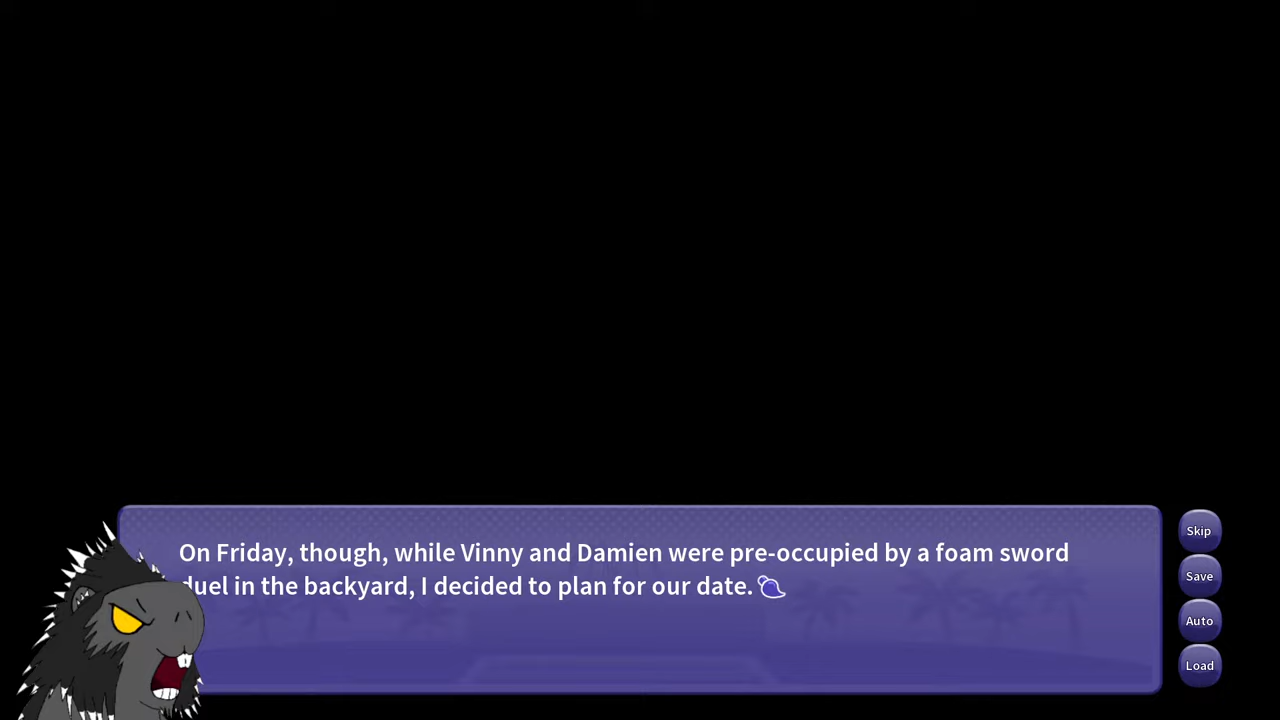 On Friday, though, while Vinny and Damien were pre-occupied by a foam sword
duel in the backyard, I decided to plan for our date.
Skip
Save
Auto
Load